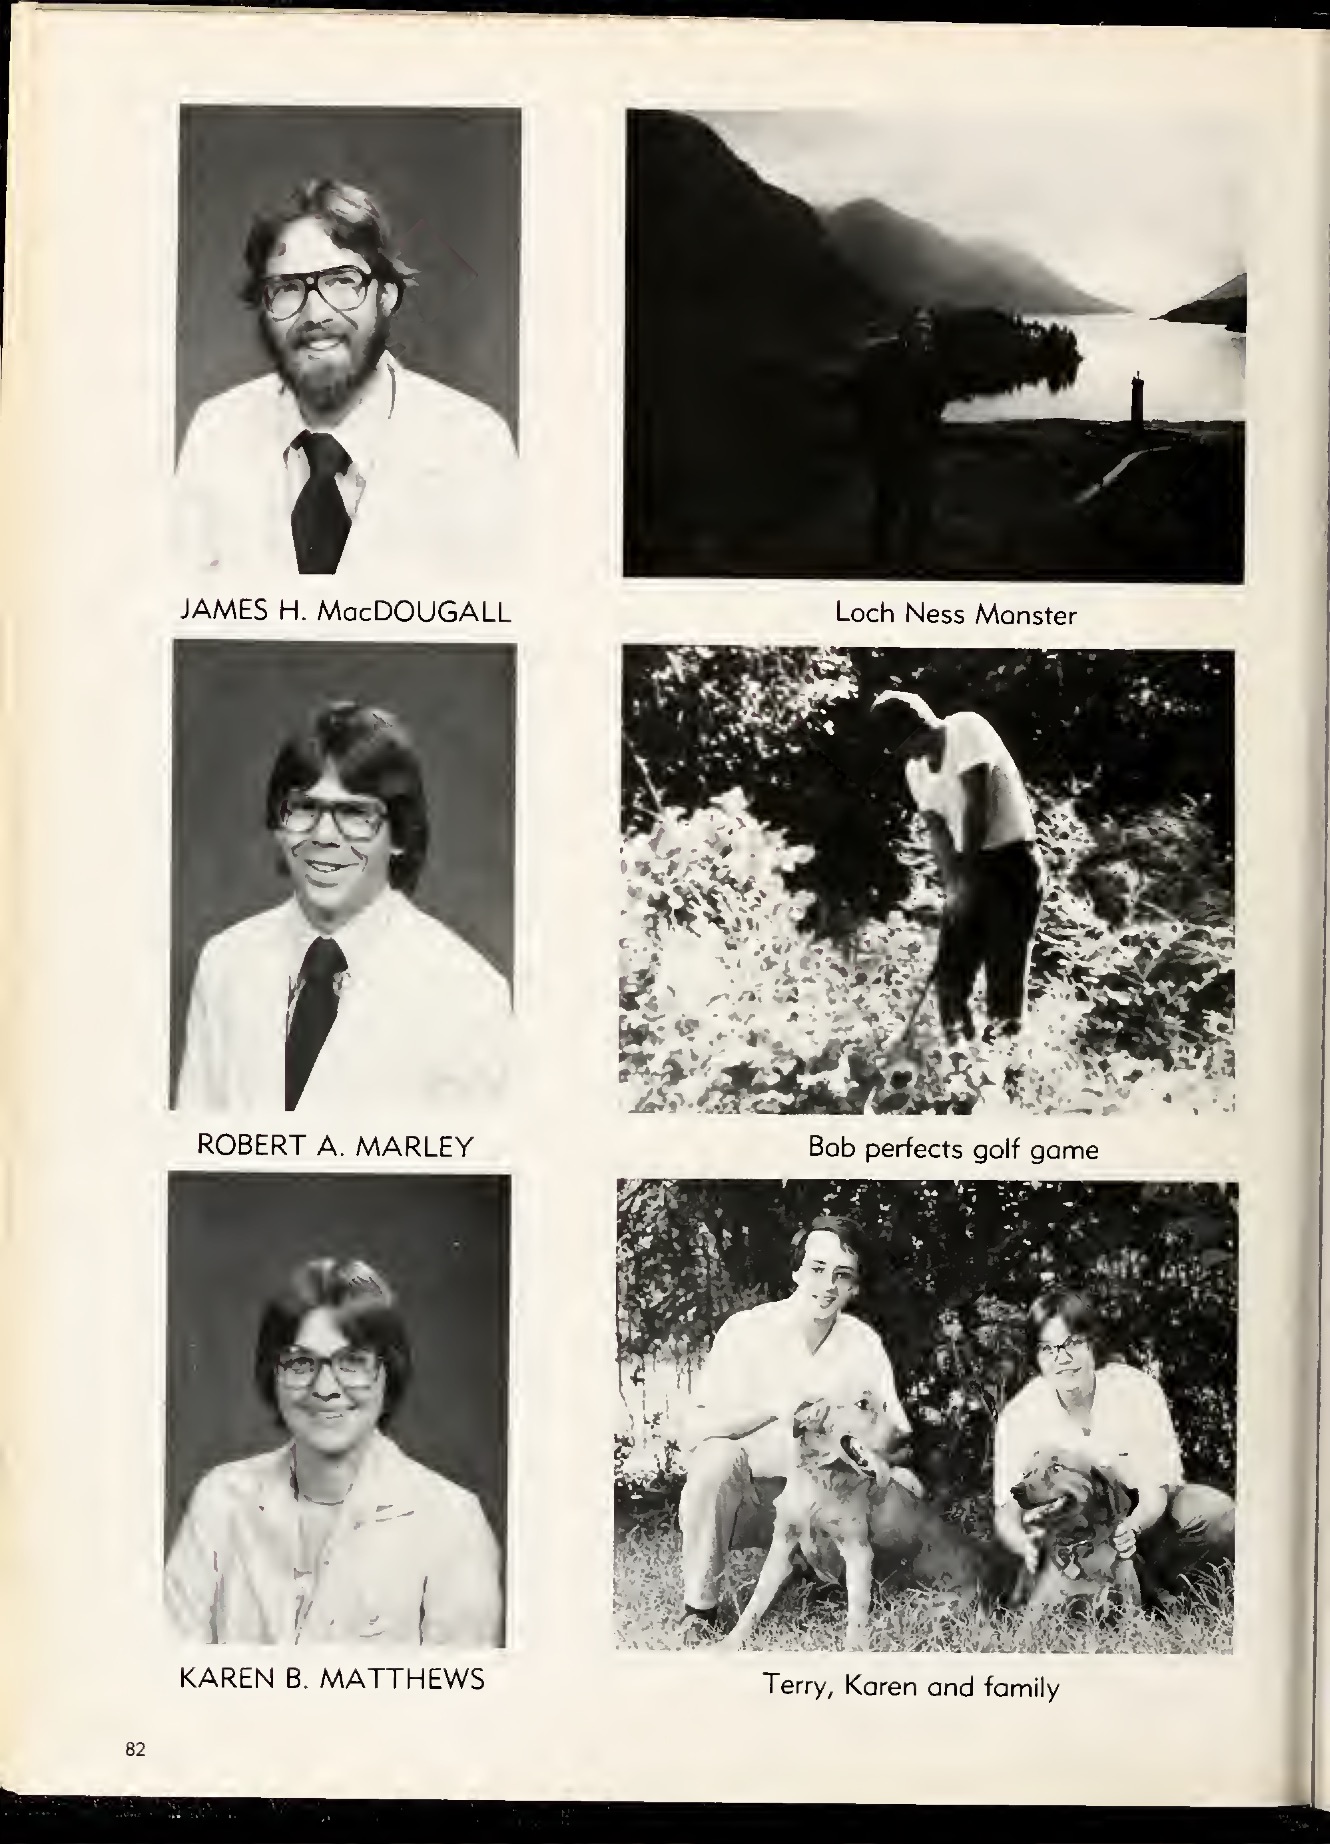 JAMES H. MacDOUGALL
Loch Ness Monster
ROBERT A. MARLEY
Bob perfects golf game
KAREN B. MATTHEWS
Terry, Karen and family
82